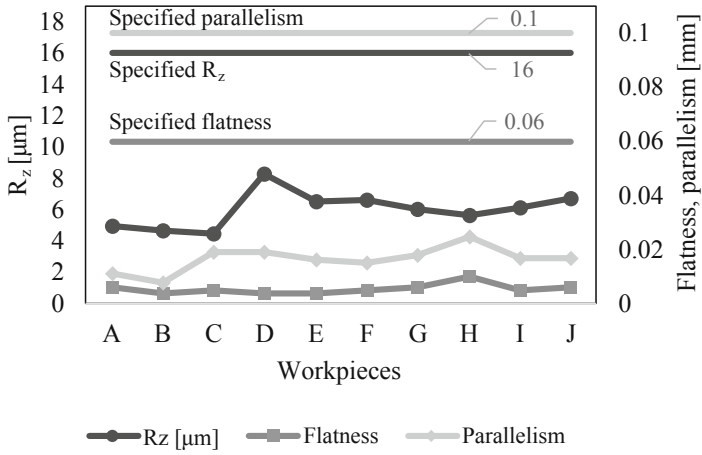 Specified parallelism
0.1
Specified Rz
16
Specified flatness
0.06
Rz [μm]
18
16
14
12
10
8
6
4
2
0
Flatness, parallelism [mm]
0.1
0.08
0.06
0.04
0.02
0
A B C D E F G H I J
Workpieces
Rz [μm] Flatness Parallelism